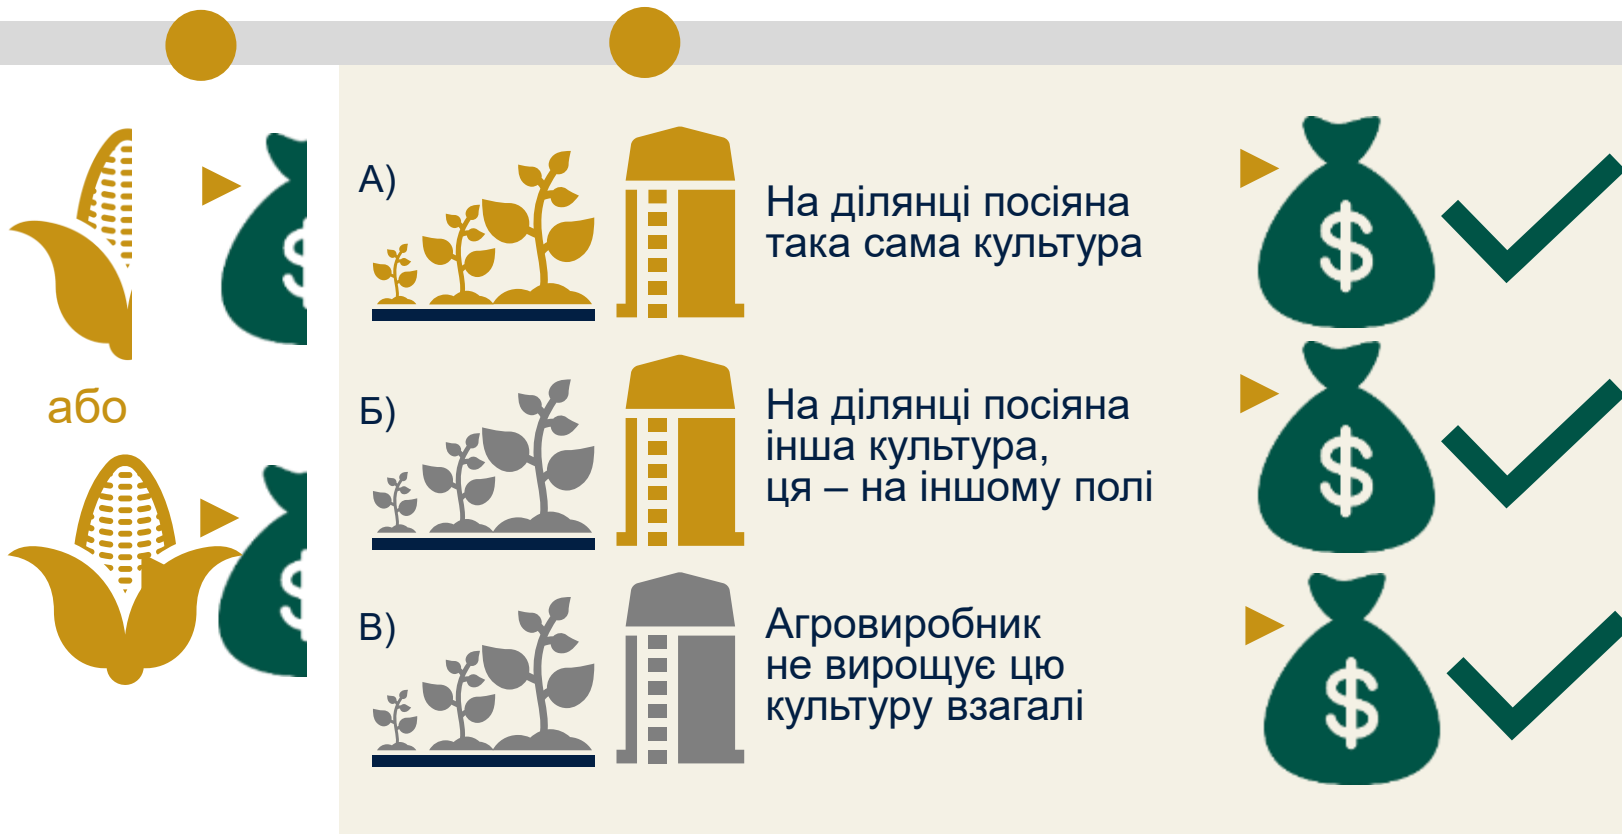 або
А)
На ділянці посіяна
така сама культура
$
Б)
На ділянці посіяна
інша культура,
ця – на іншому полі
$
В)
Агровиробник
не вирощує цю
культуру взагалі
$